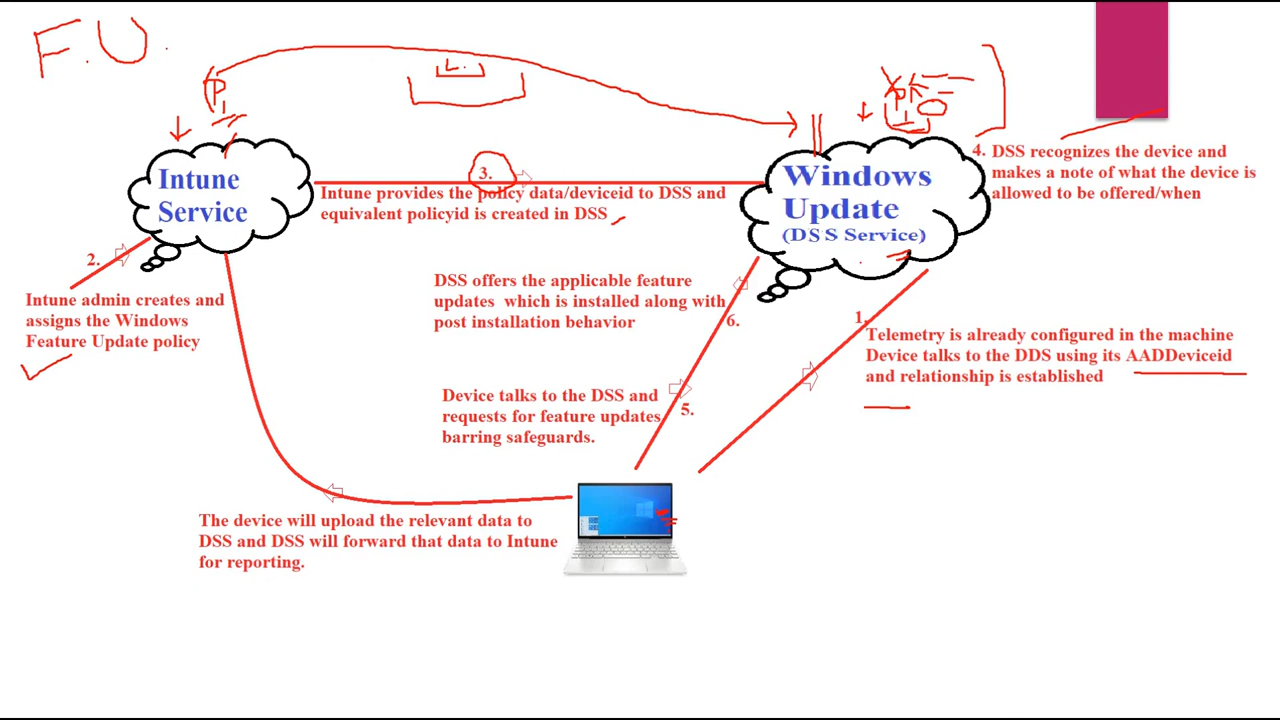 F.U.
P1
L.
Intune
Service
3.
Intune provides the policy data/deviceid to DSS and
equivalent policyid is created in DSS
Windows
Update
(DSS Service)
4. DSS recognizes the device and
makes a note of what the device is
allowed to be offered/when
2.
Intune admin creates and
assigns the Windows
Feature Update policy
DSS offers the applicable feature
updates which is installed along with
post installation behavior
6.
1.
Telemetry is already configured in the machine
Device talks to the DDS using its AADDeviceid
and relationship is established
Device talks to the DSS and
requests for feature updates
barring safeguards.
5.
The device will upload the relevant data to
DSS and DSS will forward that data to Intune
for reporting.